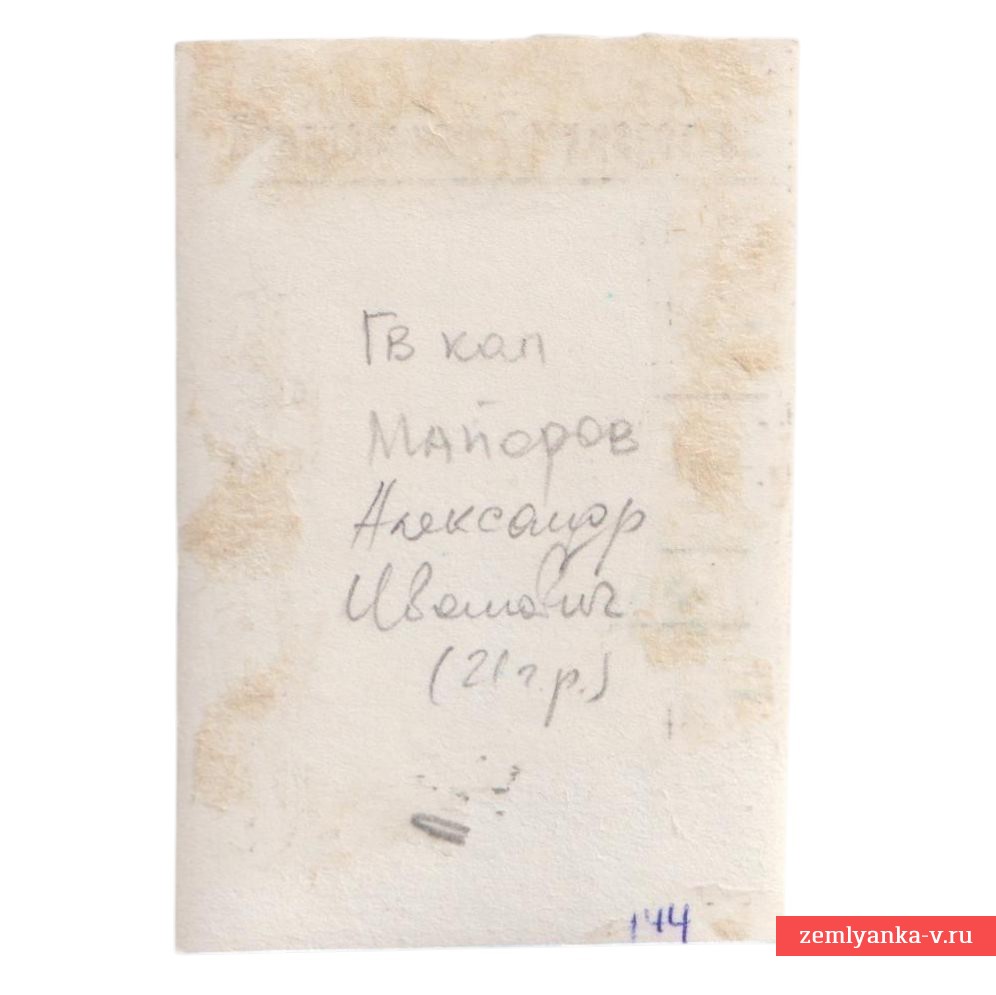 Гв кап
Майоров
Александр
Иванович
(21 г.р.)
144
zemlyanka-v.ru